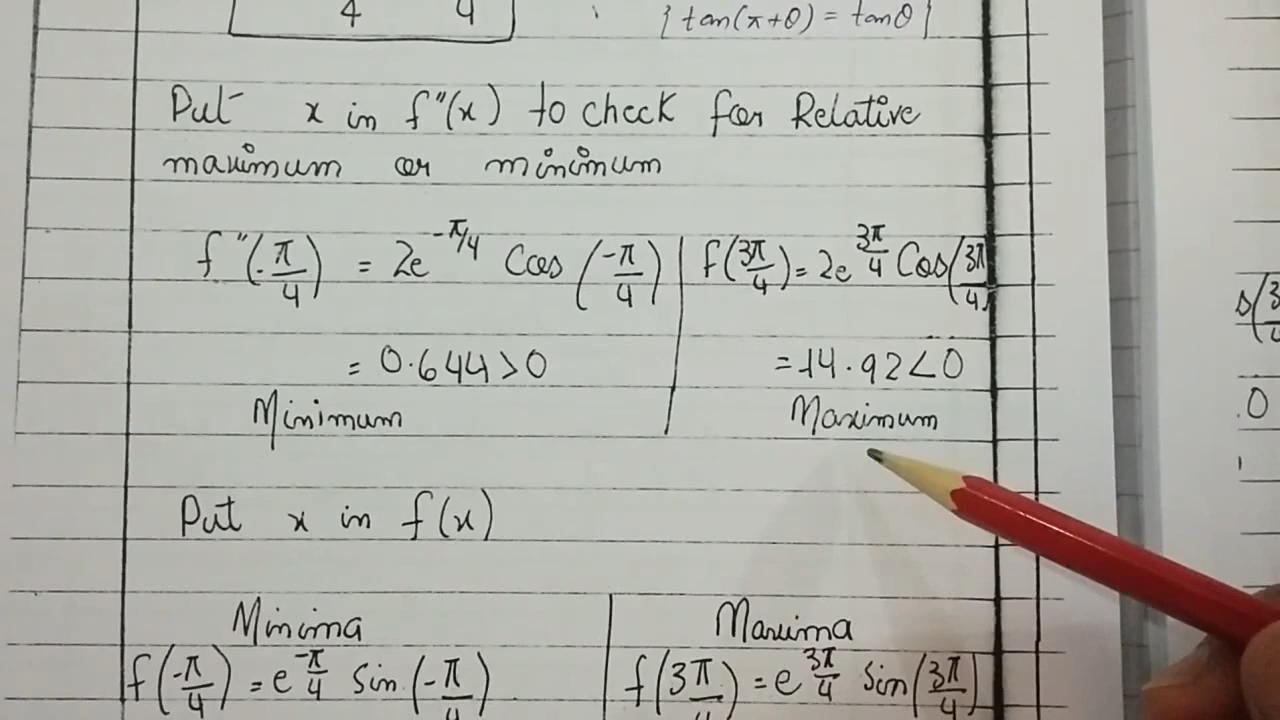 4 4 { tan(π+θ) = tanθ }
Put x in f"(x) to check for Relative
maximum or minimum
f"(-π/4) = 2e^-π/4 Cos (-π/4) | f(3π/4) = 2e^3π/4 Cos(3π/4)
= 0.644 > 0 | = -14.92 < 0
Minimum | Maximum
Put x in f(x)
Minima | Maxima
f(-π/4) = e^-π/4 Sin (-π/4) | f(3π/4) = e^3π/4 Sin(3π/4)
.0